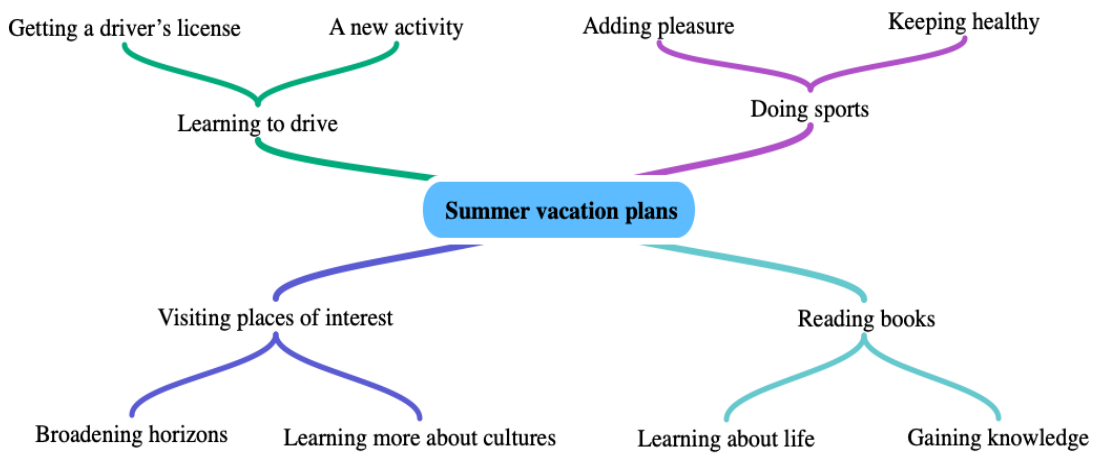 Getting a driver’s license
A new activity
Adding pleasure
Keeping healthy
Learning to drive
Doing sports
Summer vacation plans
Visiting places of interest
Reading books
Broadening horizons
Learning more about cultures
Learning about life
Gaining knowledge